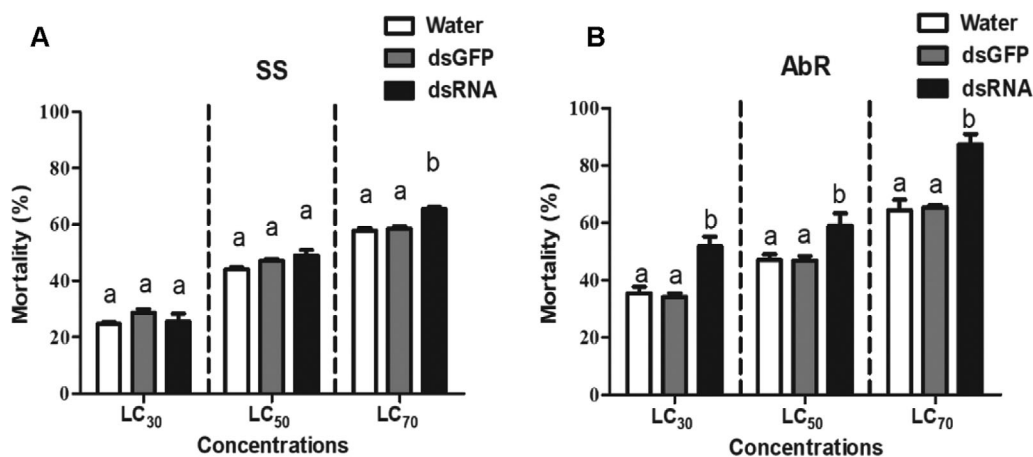 A
SS
Water
dsGFP
dsRNA
Mortality (%)
100
80
60
40
20
0
a
a
a
a
a
a
a
a
b
LC30
LC50
LC70
Concentrations
B
AbR
Water
dsGFP
dsRNA
Mortality (%)
100
80
60
40
20
0
a
a
b
a
a
b
a
a
b
LC30
LC50
LC70
Concentrations